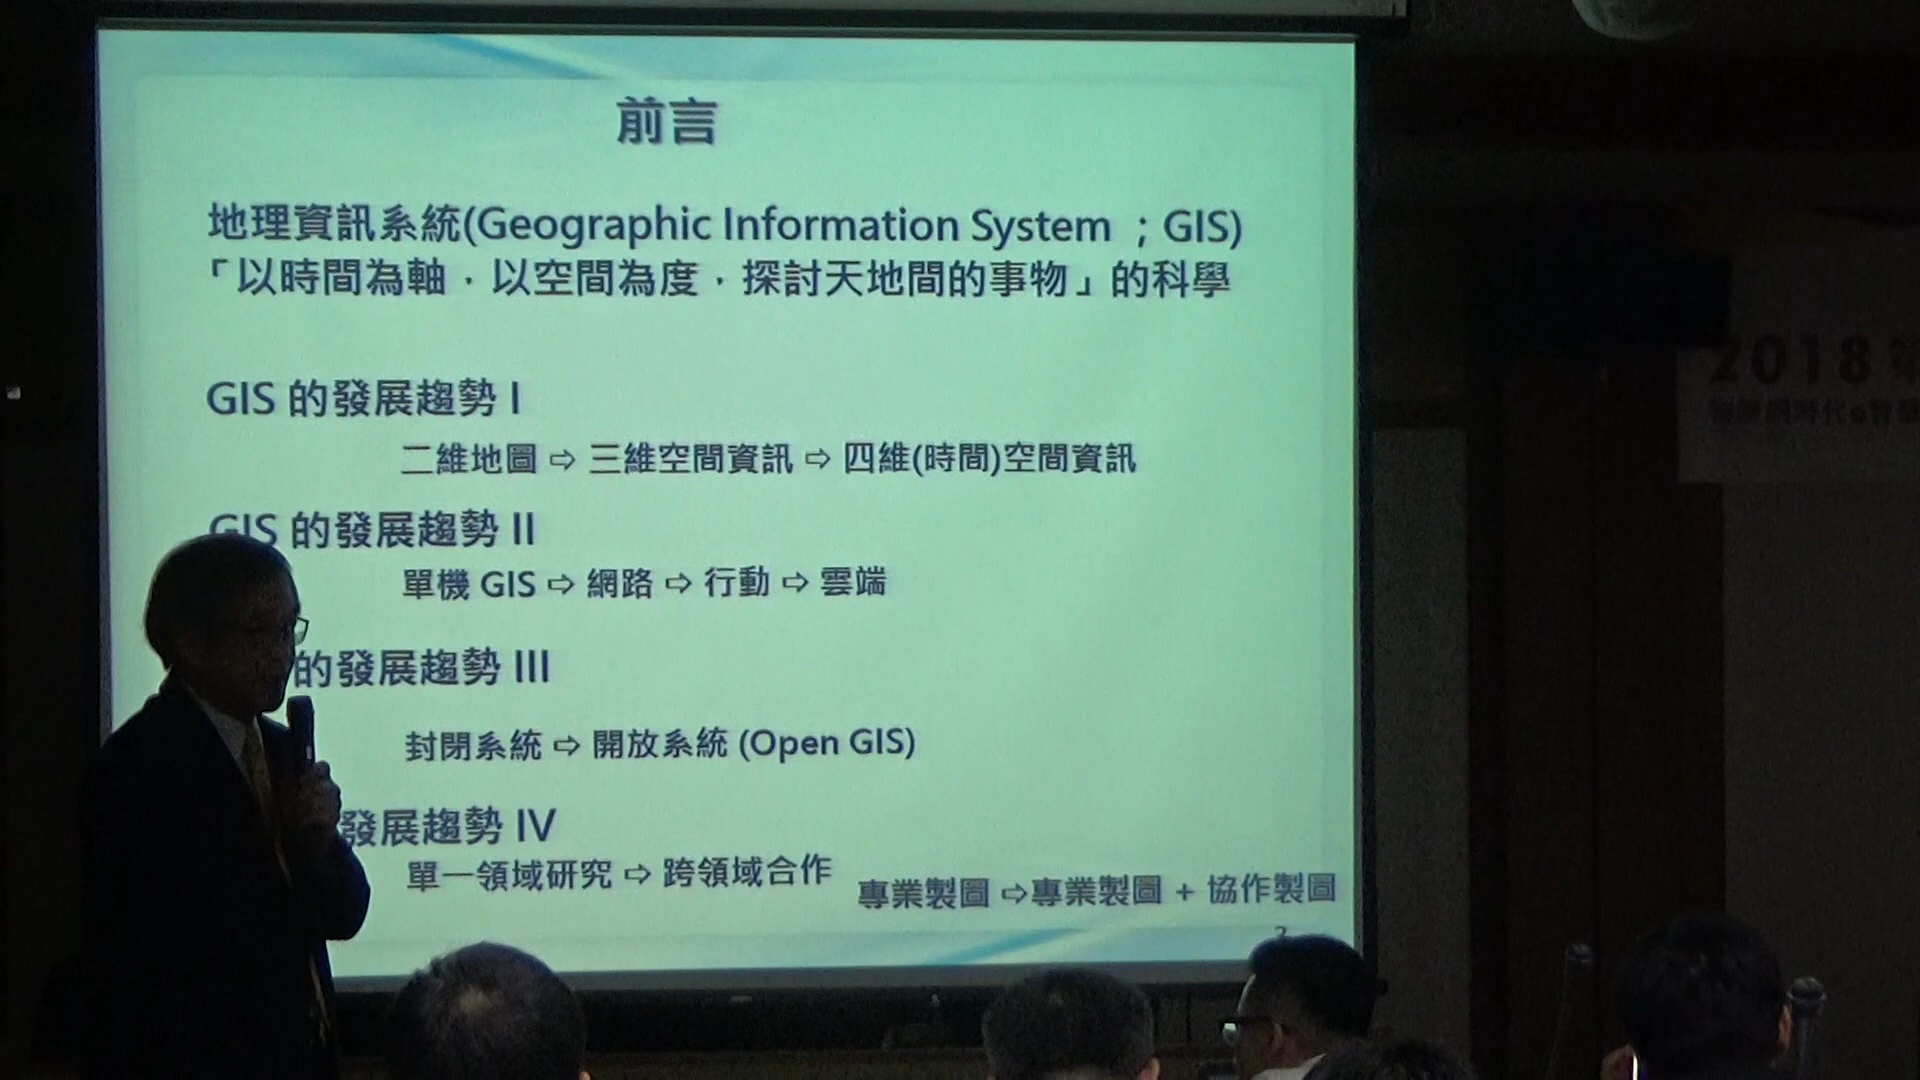 前言
地理資訊系統(Geographic Information System ；GIS)
「以時間為軸，以空間為度，探討天地間的事物」的科學
GIS 的發展趨勢 I
二維地圖 ⇨ 三維空間資訊 ⇨ 四維(時間)空間資訊
GIS 的發展趨勢 II
單機 GIS ⇨ 網路 ⇨ 行動 ⇨ 雲端
的發展趨勢 III
封閉系統 ⇨ 開放系統 (Open GIS)
發展趨勢 IV
單一領域研究 ⇨ 跨領域合作
專業製圖 ⇨專業製圖 + 協作製圖
2018